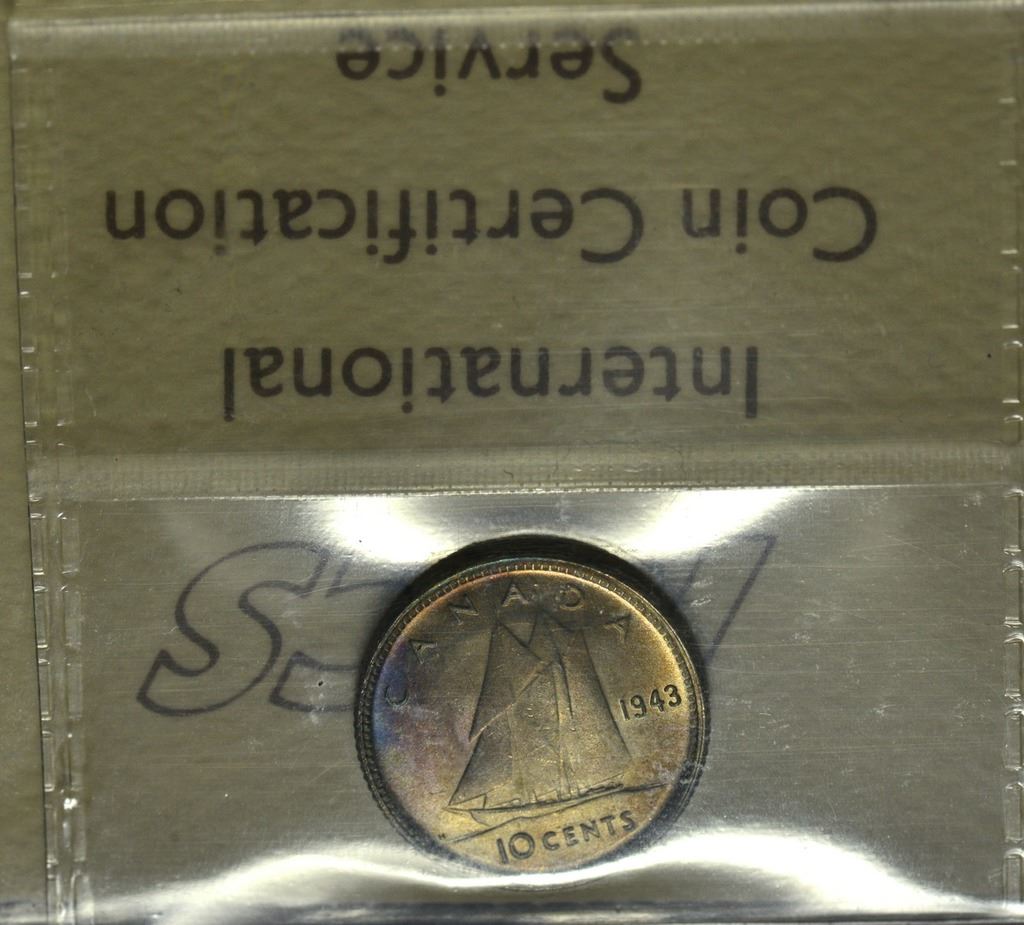 International
Coin Certification
Service
CANADA
1943
10 CENTS